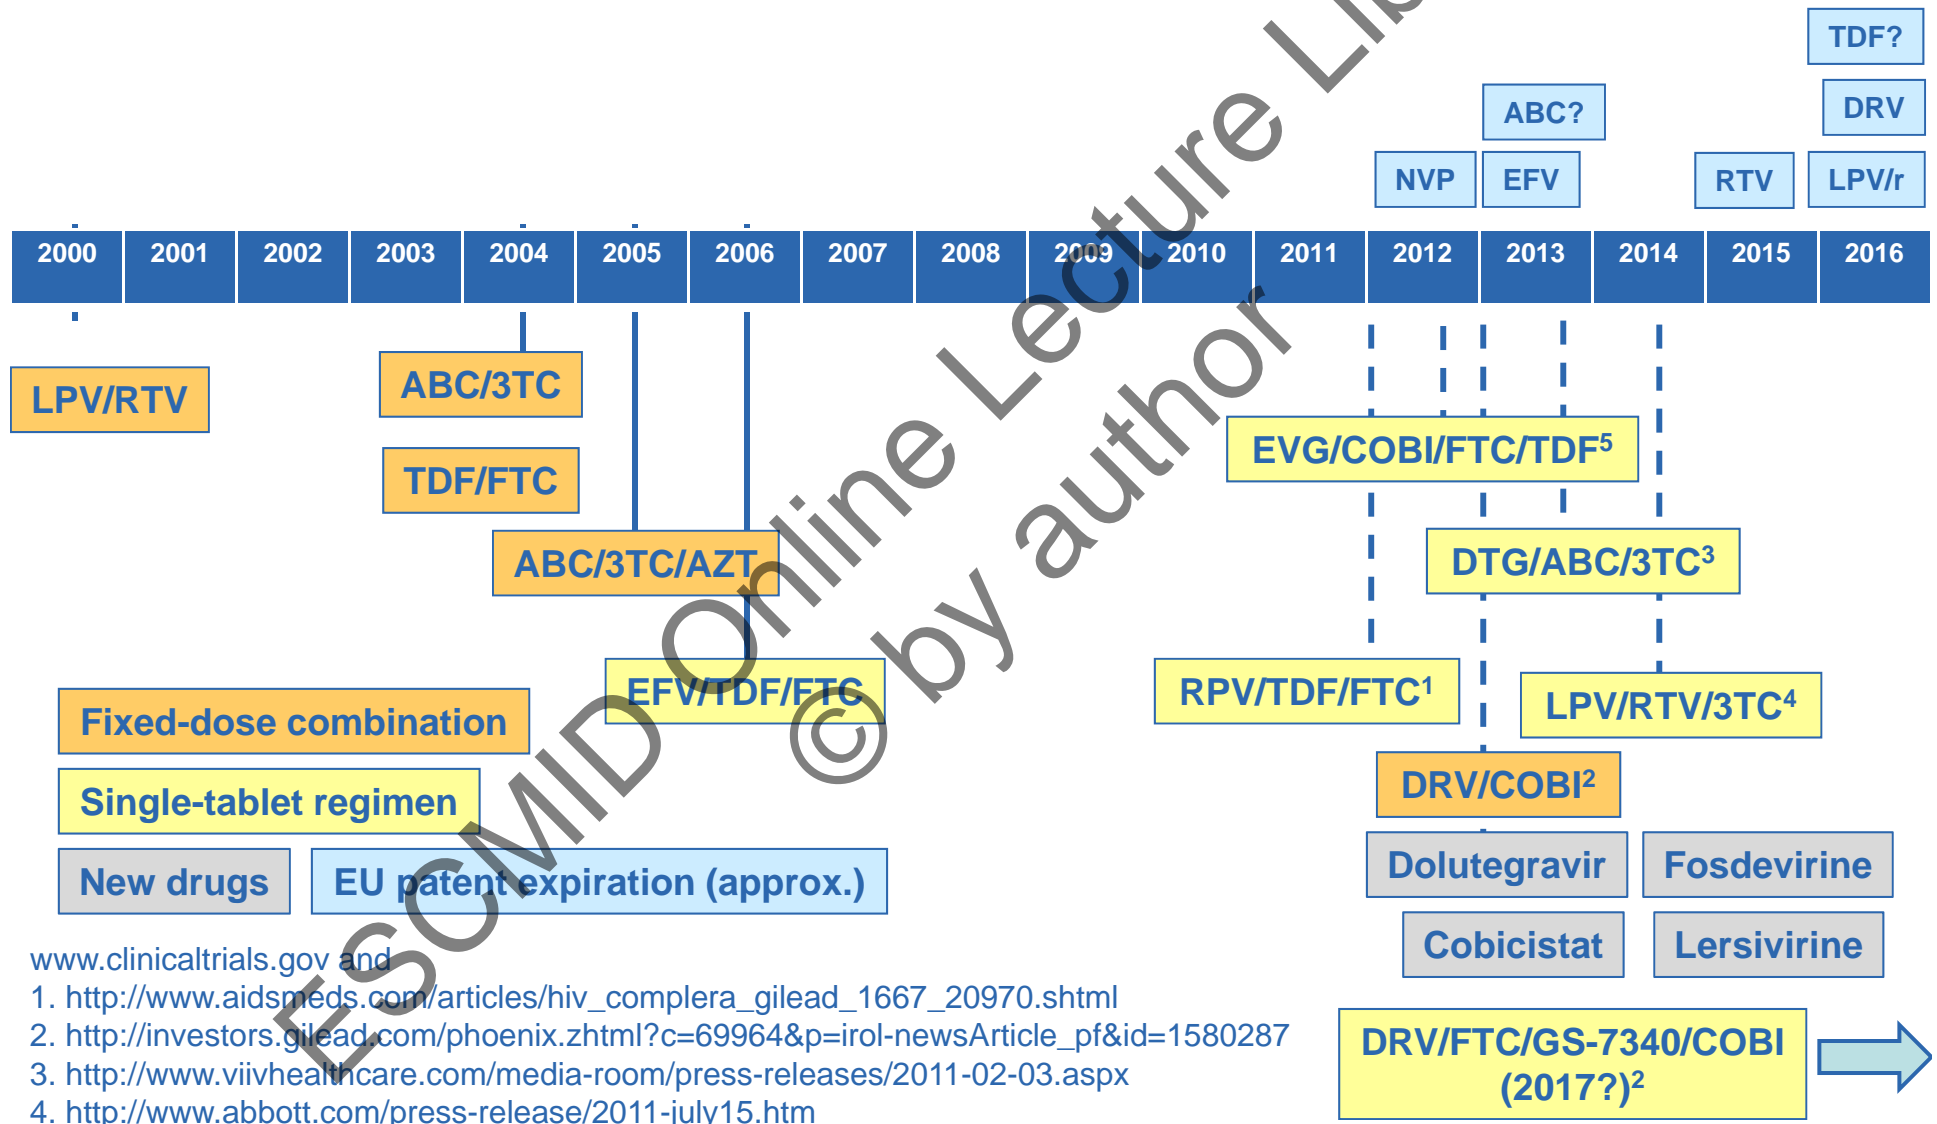 TDF?
ABC?
DRV
NVP
EFV
RTV
LPV/r
2000 2001 2002 2003 2004 2005 2006 2007 2008 2009 2010 2011 2012 2013 2014 2015 2016
LPV/RTV
ABC/3TC
TDF/FTC
ABC/3TC/AZT
EFV/TDF/FTC
EVG/COBI/FTC/TDF⁵
DTG/ABC/3TC³
RPV/TDF/FTC¹
LPV/RTV/3TC⁴
DRV/COBI²
Fixed-dose combination
Single-tablet regimen
New drugs
EU patent expiration (approx.)
Dolutegravir
Fosdevirine
Cobicistat
Lersivirine
DRV/FTC/GS-7340/COBI
(2017?)²
www.clinicaltrials.gov and
1. http://www.aidsmeds.com/articles/hiv_complera_gilead_1667_20970.shtml
2. http://investors.gilead.com/phoenix.zhtml?c=69964&p=irol-newsArticle_pf&id=1580287
3. http://www.viivhealthcare.com/media-room/press-releases/2011-02-03.aspx
4. http://www.abbott.com/press-release/2011-july15.htm
ESCMID Online Lecture
© by author